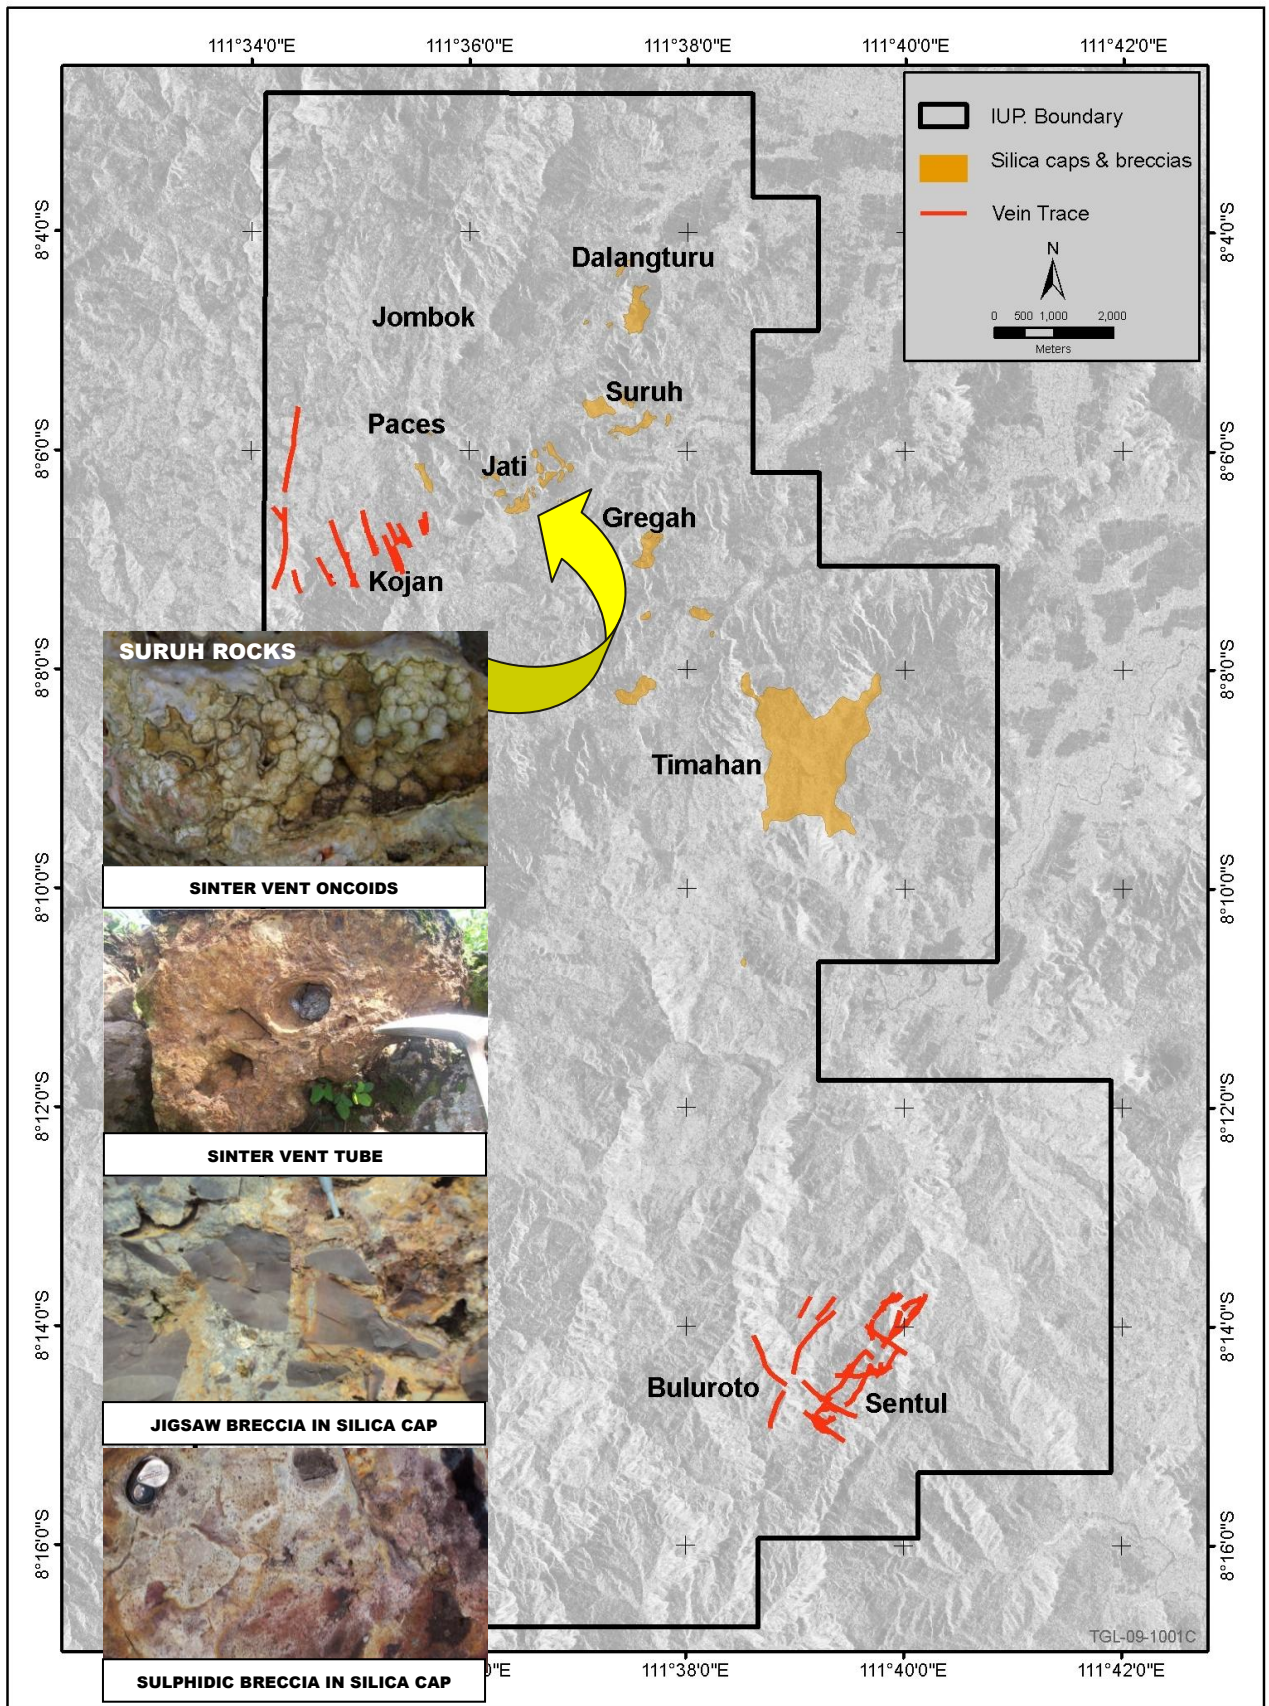 111°34'0"E
111°36'0"E
111°38'0"E
111°40'0"E
111°42'0"E
IUP. Boundary
Silica caps & breccias
Vein Trace
N
0 500 1,000 2,000
Meters
8°4'0"S
8°4'0"S
Dalangturu
Jombok
Suruh
Paces
8°6'0"S
8°6'0"S
Jati
Gregah
Kojan
SURUH ROCKS
8°8'0"S
8°8'0"S
Timahan
SINTER VENT ONCOIDS
8°10'0"S
8°10'0"S
8°12'0"S
8°12'0"S
SINTER VENT TUBE
8°14'0"S
8°14'0"S
Buluroto
Sentul
JIGSAW BRECCIA IN SILICA CAP
8°16'0"S
8°16'0"S
TGL-09-1001C
SULPHIDIC BRECCIA IN SILICA CAP
0"E
111°38'0"E
111°40'0"E
111°42'0"E